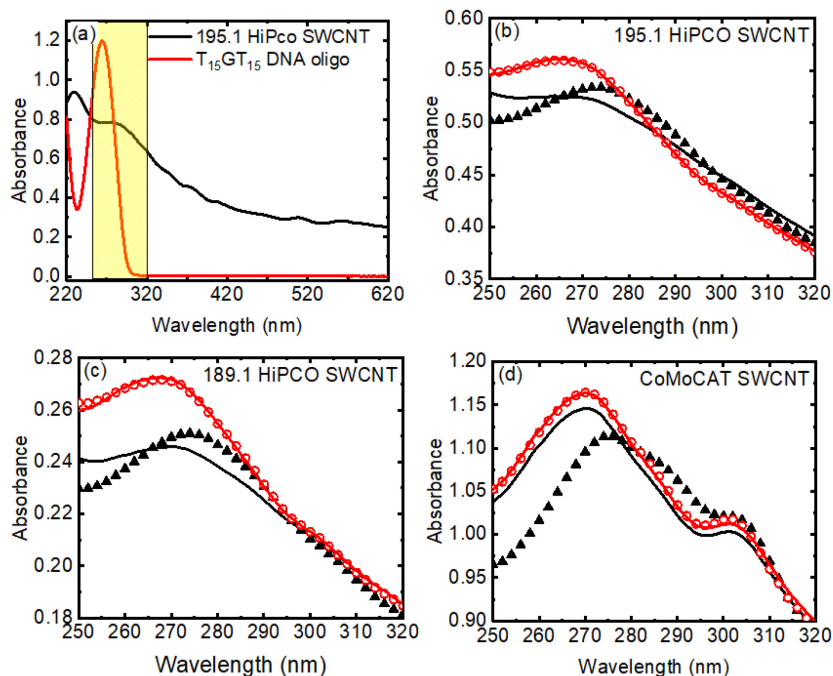 (a)
195.1 HiPco SWCNT
T₁₅GT₁₅ DNA oligo
Absorbance
1.2
1.0
0.8
0.6
0.4
0.2
0.0
220 320 420 520 620
Wavelength (nm)
(b)
195.1 HiPCO SWCNT
Absorbance
0.60
0.55
0.50
0.45
0.40
0.35
250 260 270 280 290 300 310 320
Wavelength (nm)
(c)
189.1 HiPCO SWCNT
Absorbance
0.28
0.26
0.24
0.22
0.20
0.18
250 260 270 280 290 300 310 320
Wavelength (nm)
(d)
CoMoCAT SWCNT
Absorbance
1.20
1.15
1.10
1.05
1.00
0.95
0.90
250 260 270 280 290 300 310 320
Wavelength (nm)